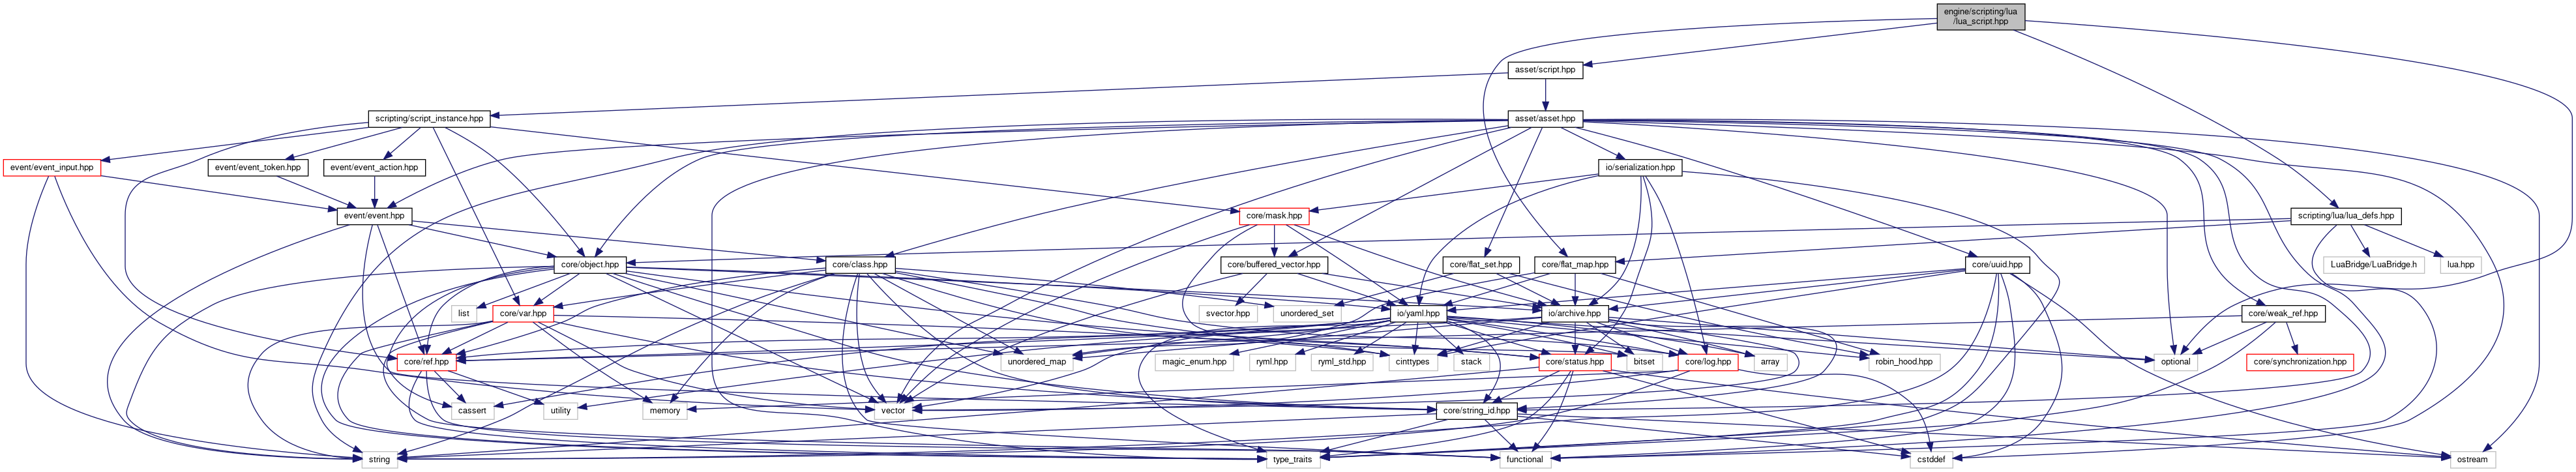 engine/scripting/lua
/lua_script.hpp
asset/script.hpp
scripting/script_instance.hpp
asset/asset.hpp
event/event_input.hpp
event/event_token.hpp
event/event_action.hpp
io/serialization.hpp
event/event.hpp
core/mask.hpp
scripting/lua/lua_defs.hpp
core/object.hpp
core/class.hpp
core/buffered_vector.hpp
core/flat_set.hpp
core/flat_map.hpp
core/uuid.hpp
LuaBridge/LuaBridge.h
lua.hpp
list
core/var.hpp
svector.hpp
unordered_set
io/yaml.hpp
io/archive.hpp
core/weak_ref.hpp
core/ref.hpp
unordered_map
magic_enum.hpp
ryml.hpp
ryml_std.hpp
cinttypes
stack
core/status.hpp
bitset
core/log.hpp
array
robin_hood.hpp
optional
core/synchronization.hpp
cassert
utility
memory
vector
core/string_id.hpp
string
type_traits
functional
cstddef
ostream